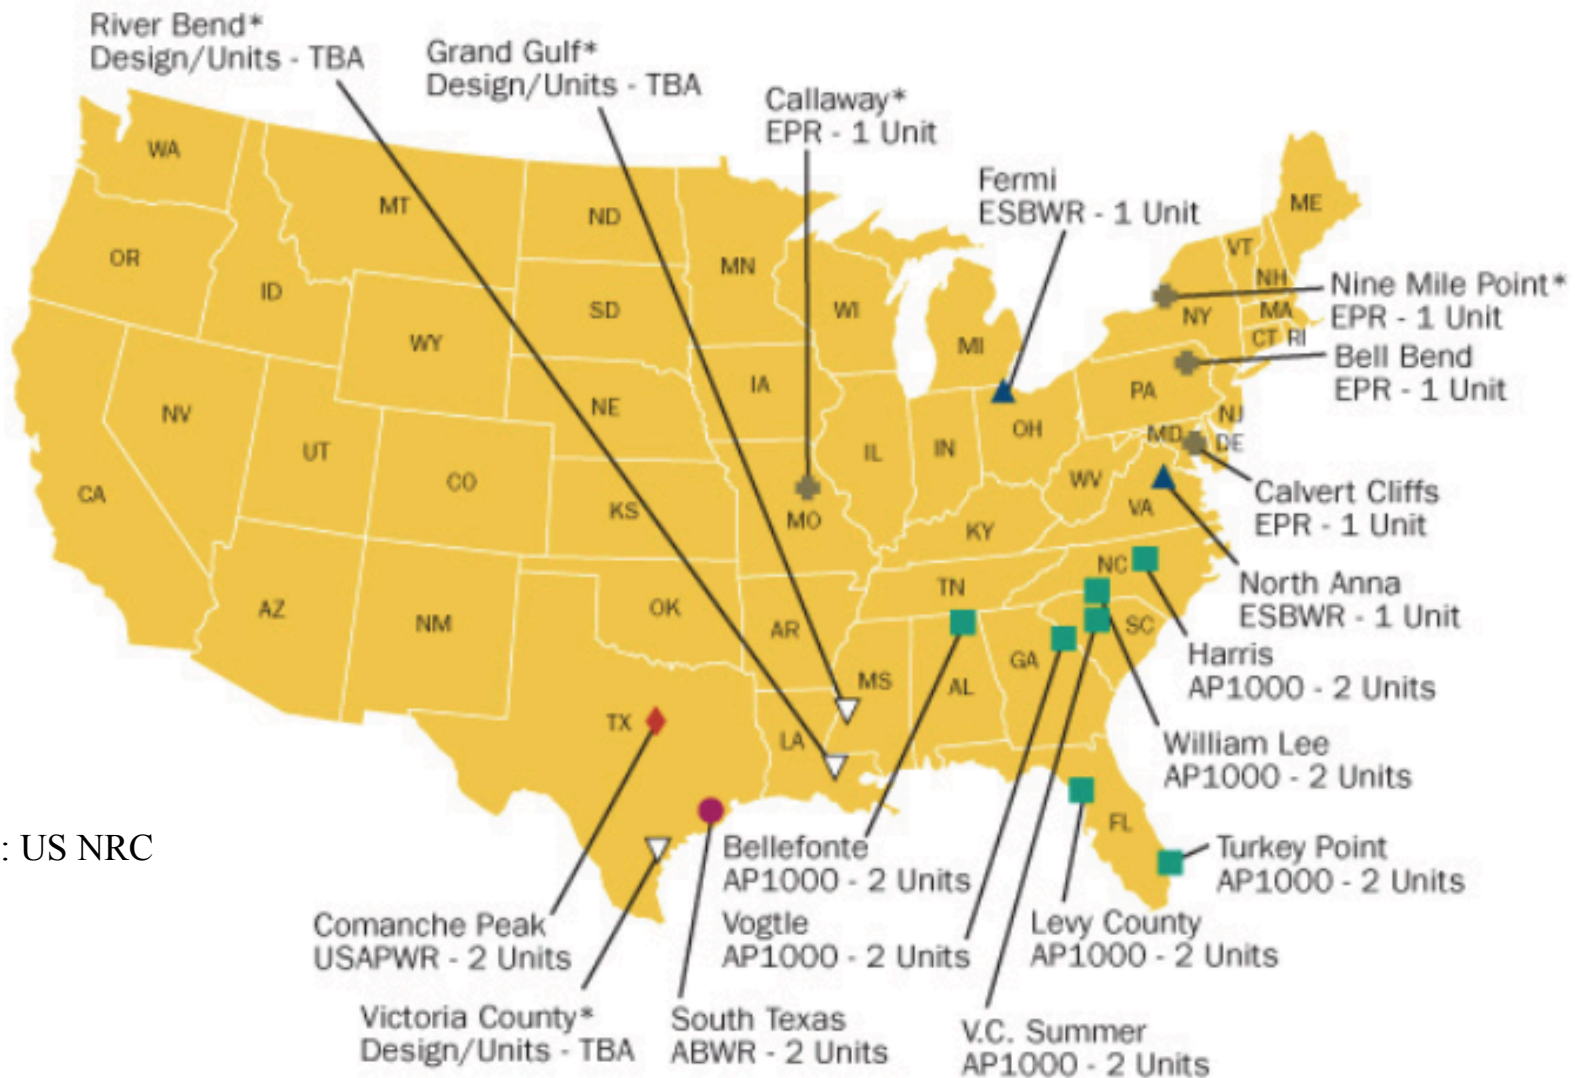 River Bend*
Design/Units - TBA
Grand Gulf*
Design/Units - TBA
Callaway*
EPR - 1 Unit
Fermi
ESBWR - 1 Unit
Nine Mile Point*
EPR - 1 Unit
Bell Bend
EPR - 1 Unit
Calvert Cliffs
EPR - 1 Unit
North Anna
ESBWR - 1 Unit
Harris
AP1000 - 2 Units
William Lee
AP1000 - 2 Units
Turkey Point
AP1000 - 2 Units
Levy County
AP1000 - 2 Units
V.C. Summer
AP1000 - 2 Units
Bellefonte
AP1000 - 2 Units
Vogtle
AP1000 - 2 Units
South Texas
ABWR - 2 Units
Comanche Peak
USAPWR - 2 Units
Victoria County*
Design/Units - TBA
: US NRC
WA
OR
ID
MT
ND
SD
MN
WI
MI
WY
NE
IA
NV
UT
CO
KS
MO
IL
IN
OH
CA
AZ
NM
OK
TX
AR
LA
MS
AL
GA
FL
SC
NC
TN
KY
WV
VA
MD
DE
NJ
PA
NY
CT
RI
MA
NH
VT
ME